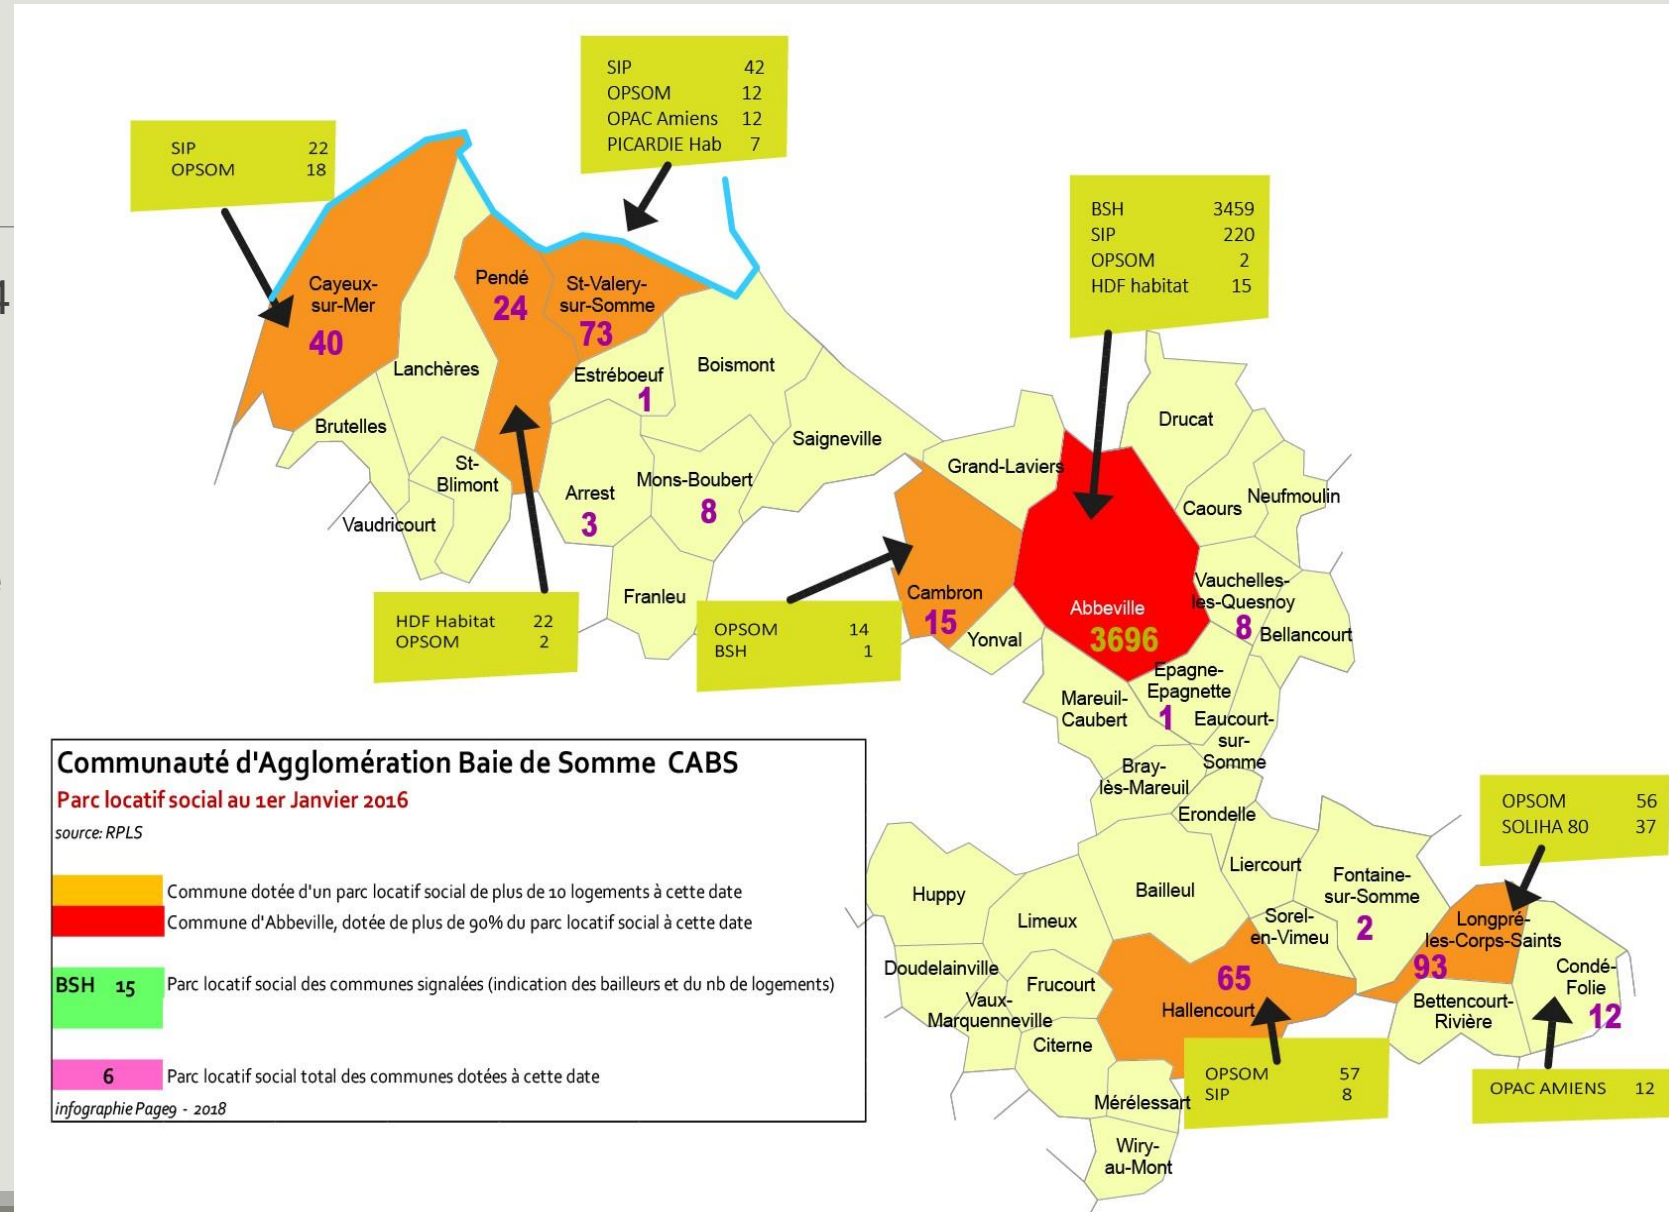 SIP 42
OPSOM 12
OPAC Amiens 12
PICARDIE Hab 7
SIP 22
OPSOM 18
BSH 3459
SIP 220
OPSOM 2
HDF habitat 15
4
Cayeux-
sur-Mer
40
Pendé
24
St-Valery-
sur-Somme
73
Lanchères
Estréboeuf
1
Boismont
Brutelles
Saigneville
St-
Blimont
Arrest
3
Mons-Boubert
8
Vaudricourt
Franleu
Grand-Laviers
Drucat
Caours
Neufmoulin
Cambron
15
Abbeville
3696
Vauchelles-
les-Quesnoy
8
Bellancourt
Yonval
HDF Habitat 22
OPSOM 2
OPSOM 14
BSH 1
Mareuil-
Caubert
Epagne-
Epagnette
1
Eaucourt-
sur-
Somme
Bray-
lès-Mareuil
Erondelle
Communauté d'Agglomération Baie de Somme CABS
Parc locatif social au 1er Janvier 2016
source: RPLS
Commune dotée d'un parc locatif social de plus de 10 logements à cette date
Commune d'Abbeville, dotée de plus de 90% du parc locatif social à cette date
BSH 15 Parc locatif social des communes signalées (indication des bailleurs et du nb de logements)
6 Parc locatif social total des communes dotées à cette date
infographie Page9 - 2018
OPSOM 56
SOLIHA 80 37
Huppy
Limeux
Bailleul
Liercourt
Fontaine-
sur-Somme
2
Sorel-
en-Vimeu
Longpré-
les-Corps-Saints
93
Doudelainville
Frucourt
65
Hallencourt
Condé-
Folie
12
Vaux-
Marquenneville
Bettencourt-
Rivière
Citerne
OPSOM 57
SIP 8
OPAC AMIENS 12
Mérélessart
Wiry-
au-Mont